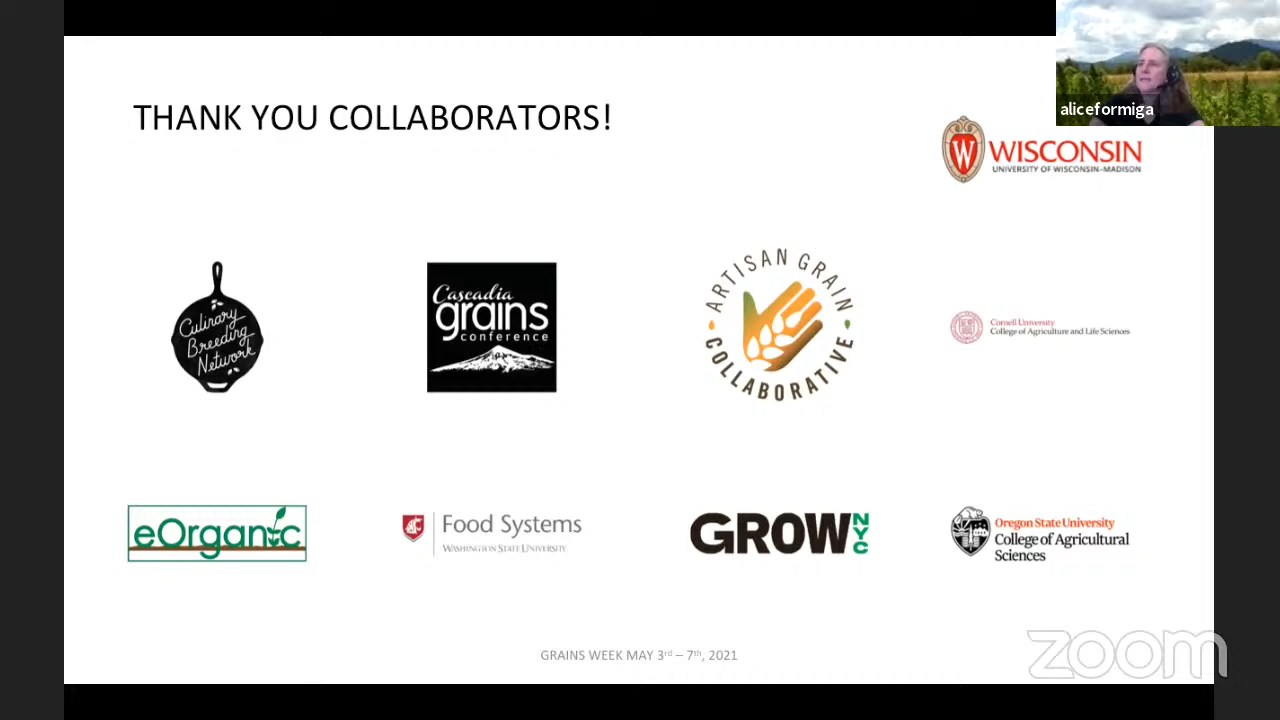 aliceformiga
THANK YOU COLLABORATORS!
W WISCONSIN
UNIVERSITY OF WISCONSIN–MADISON
Culinary
Breeding
Network
Cascadia
grains
conference
ARTISAN GRAIN
COLLABORATIVE
Cornell University
College of Agriculture and Life Sciences
eOrganic
Food Systems
WASHINGTON STATE UNIVERSITY
GROWNYC
Oregon State University
College of Agricultural
Sciences
GRAINS WEEK MAY 3rd – 7th, 2021
zoom